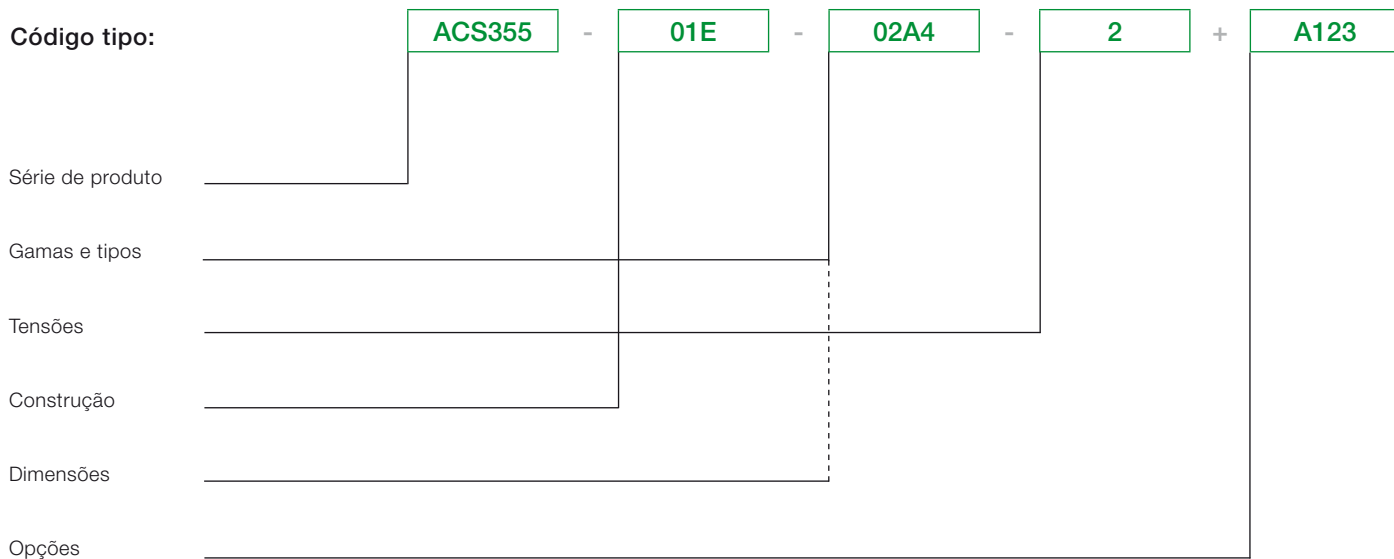 Código tipo: ACS355 - 01E - 02A4 - 2 + A123
Série de produto
Gamas e tipos
Tensões
Construção
Dimensões
Opções